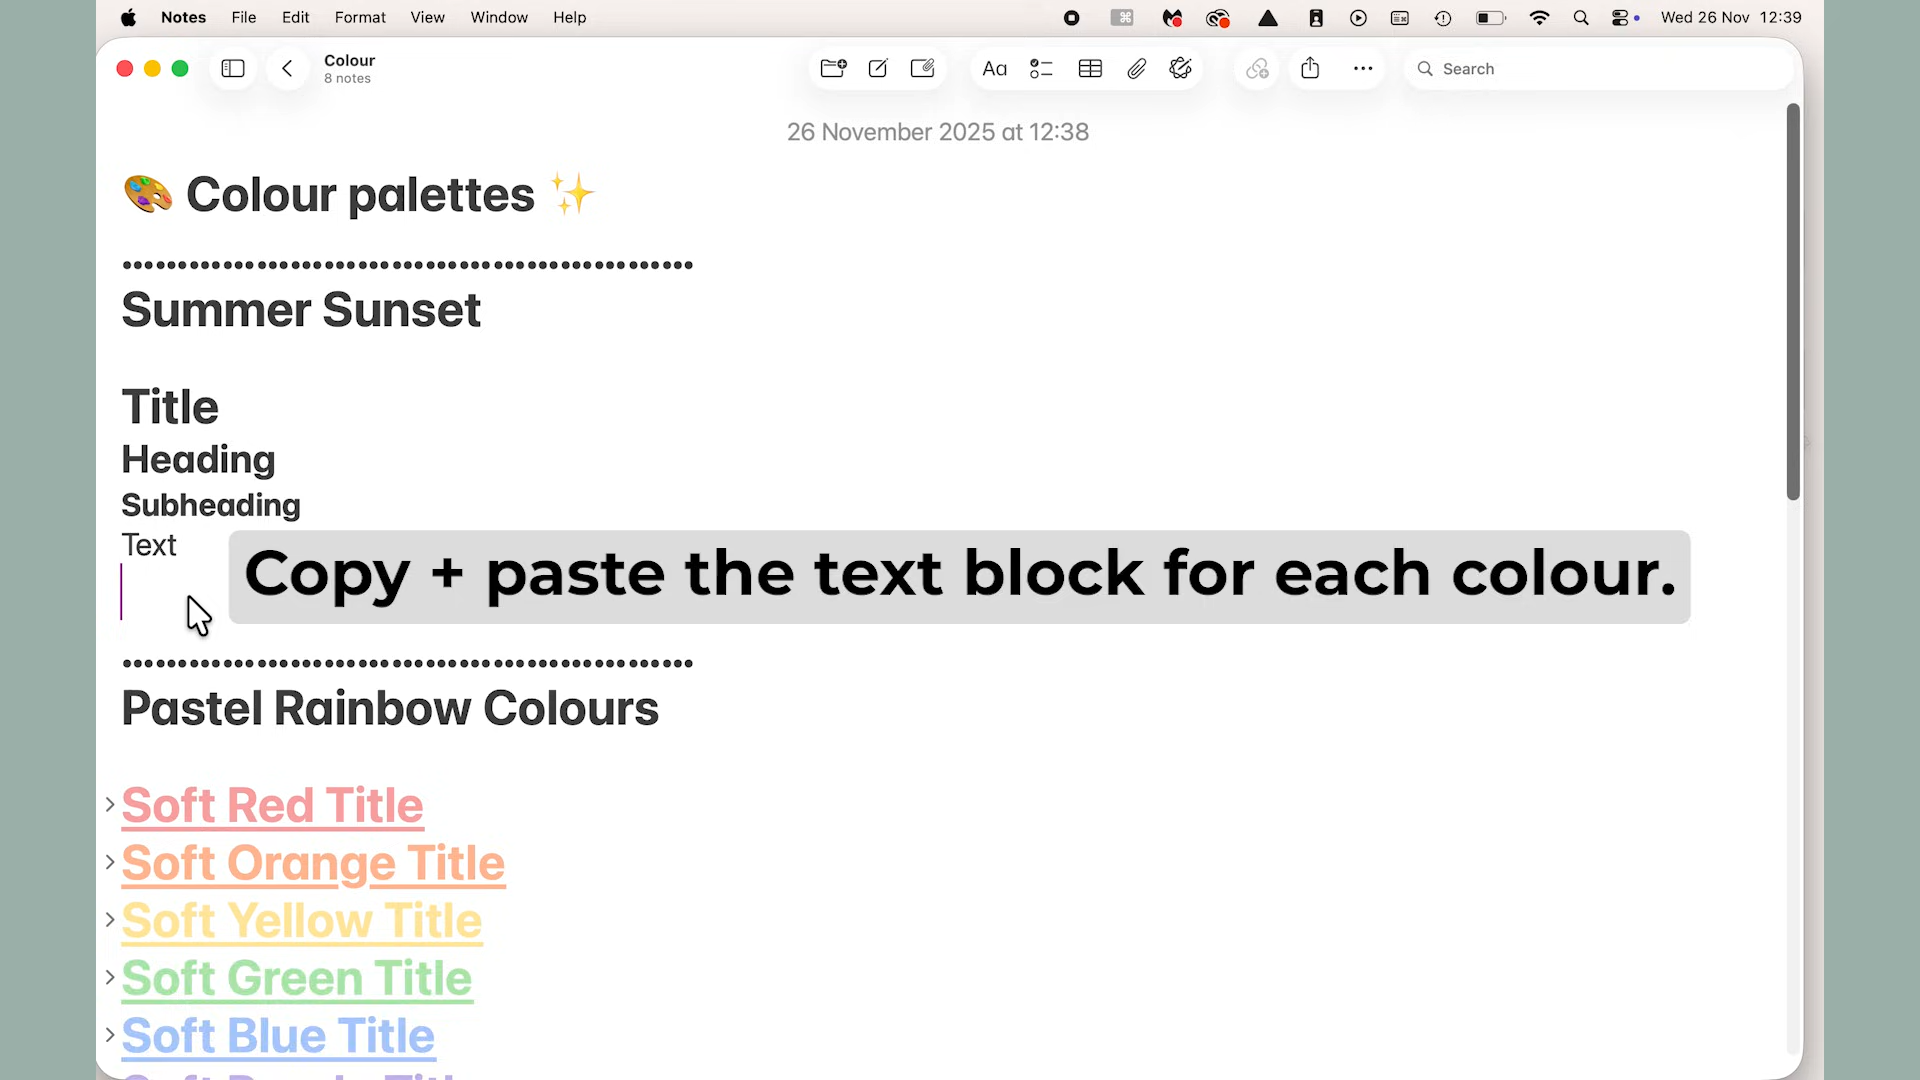 Notes File Edit Format View Window Help Wed 26 Nov 12:39
Colour
8 notes
Aa
Search
26 November 2025 at 12:38
🎨 Colour palettes ✨
••••••••••••••••••••••••••••••••••••••••••••••••••
Summer Sunset
Title
Heading
Subheading
Text
Copy + paste the text block for each colour.
••••••••••••••••••••••••••••••••••••••••••••••••••
Pastel Rainbow Colours
Soft Red Title
Soft Orange Title
Soft Yellow Title
Soft Green Title
Soft Blue Title